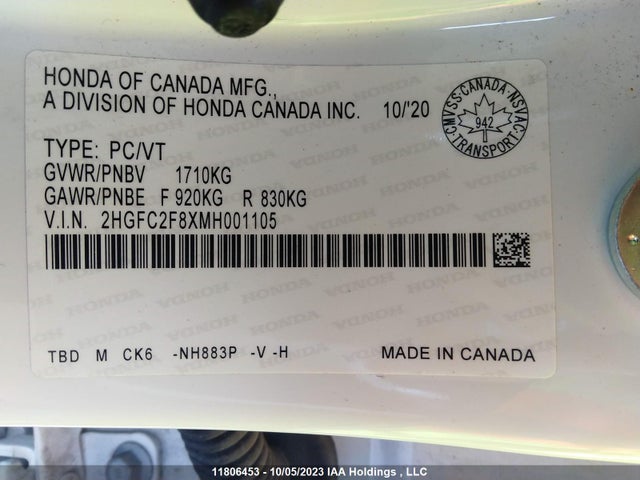 HONDA OF CANADA MFG.,
A DIVISION OF HONDA CANADA INC. 10/'20
CMVSS·CANADA·NSVAC
942
TRANSPORT
TYPE: PC/VT
GVWR/PNBV 1710KG
GAWR/PNBE F 920KG R 830KG
V.I.N. 2HGFC2F8XMH001105
TBD M CK6 -NH883P -V -H MADE IN CANADA
11806453 - 10/05/2023 IAA Holdings , LLC